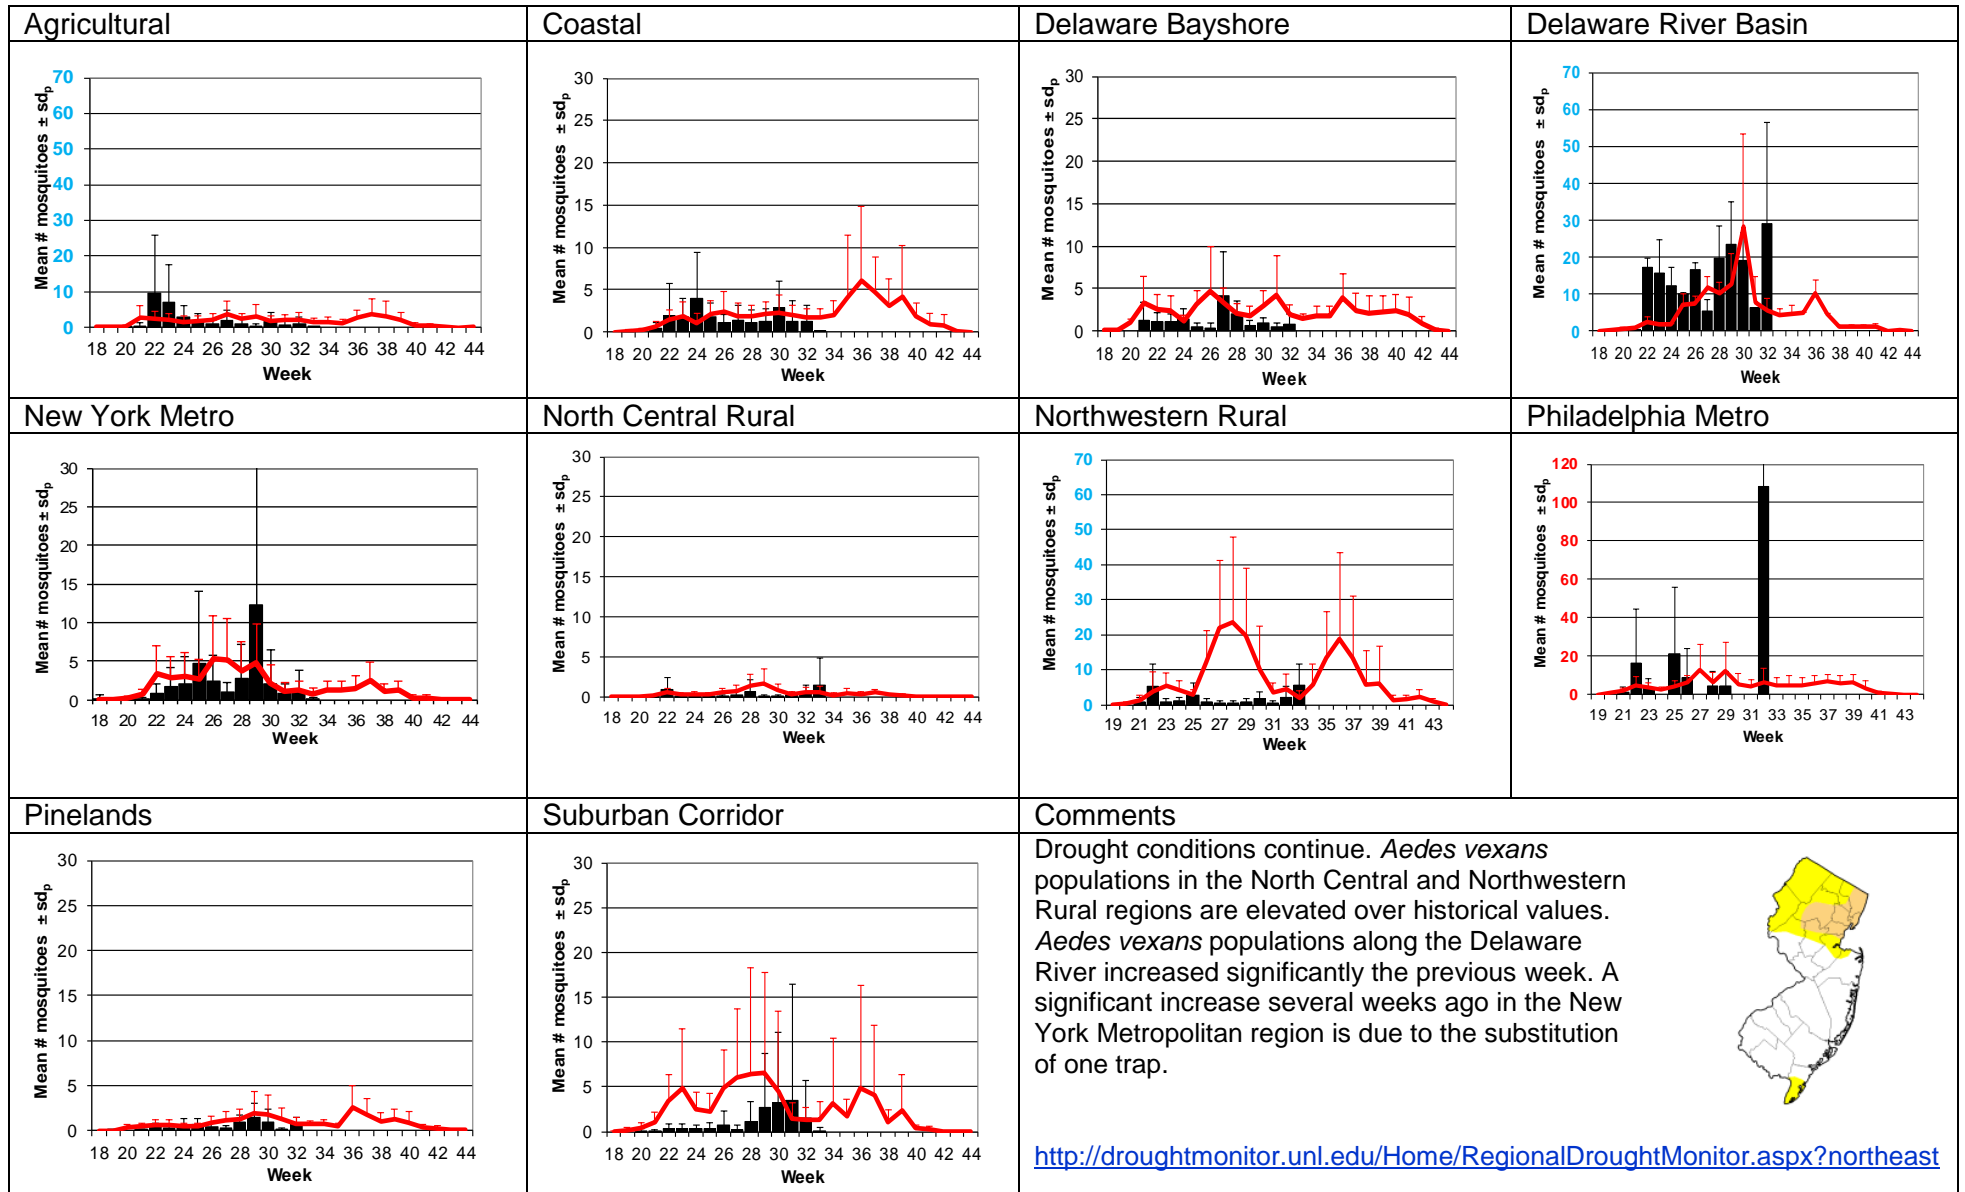 Agricultural
Mean # mosquitoes ± sdp
70
60
50
40
30
20
10
0
18 20 22 24 26 28 30 32 34 36 38 40 42 44
Week
Coastal
Mean # mosquitoes ± sdp
30
25
20
15
10
5
0
18 20 22 24 26 28 30 32 34 36 38 40 42 44
Week
Delaware Bayshore
Mean # mosquitoes ± sdp
30
25
20
15
10
5
0
18 20 22 24 26 28 30 32 34 36 38 40 42 44
Week
Delaware River Basin
Mean # mosquitoes ± sdp
70
60
50
40
30
20
10
0
18 20 22 24 26 28 30 32 34 36 38 40 42 44
Week
New York Metro
Mean # mosquitoes ± sdp
30
25
20
15
10
5
0
18 20 22 24 26 28 30 32 34 36 38 40 42 44
Week
North Central Rural
Mean # mosquitoes ± sdp
30
25
20
15
10
5
0
18 20 22 24 26 28 30 32 34 36 38 40 42 44
Week
Northwestern Rural
Mean # mosquitoes ± sdp
70
60
50
40
30
20
10
0
19 21 23 25 27 29 31 33 35 37 39 41 43
Week
Philadelphia Metro
Mean # mosquitoes ± sdp
120
100
80
60
40
20
0
19 21 23 25 27 29 31 33 35 37 39 41 43
Week
Pinelands
Mean # mosquitoes ± sdp
30
25
20
15
10
5
0
18 20 22 24 26 28 30 32 34 36 38 40 42 44
Week
Suburban Corridor
Mean # mosquitoes ± sdp
30
25
20
15
10
5
0
18 20 22 24 26 28 30 32 34 36 38 40 42 44
Week
Comments
Drought conditions continue. Aedes vexans
populations in the North Central and Northwestern
Rural regions are elevated over historical values.
Aedes vexans populations along the Delaware
River increased significantly the previous week. A
significant increase several weeks ago in the New
York Metropolitan region is due to the substitution
of one trap.
http://droughtmonitor.unl.edu/Home/RegionalDroughtMonitor.aspx?northeast